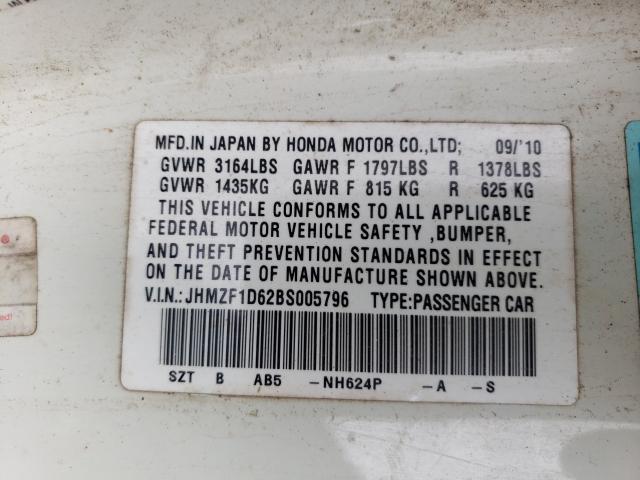 MFD.IN JAPAN BY HONDA MOTOR CO.,LTD; 09/'10
GVWR 3164LBS GAWR F 1797LBS R 1378LBS
GVWR 1435KG GAWR F 815 KG R 625 KG
THIS VEHICLE CONFORMS TO ALL APPLICABLE
FEDERAL MOTOR VEHICLE SAFETY ,BUMPER,
AND THEFT PREVENTION STANDARDS IN EFFECT
ON THE DATE OF MANUFACTURE SHOWN ABOVE.
V.I.N.:JHMZF1D62BS005796 TYPE:PASSENGER CAR
SZT B AB5 -NH624P -A -S